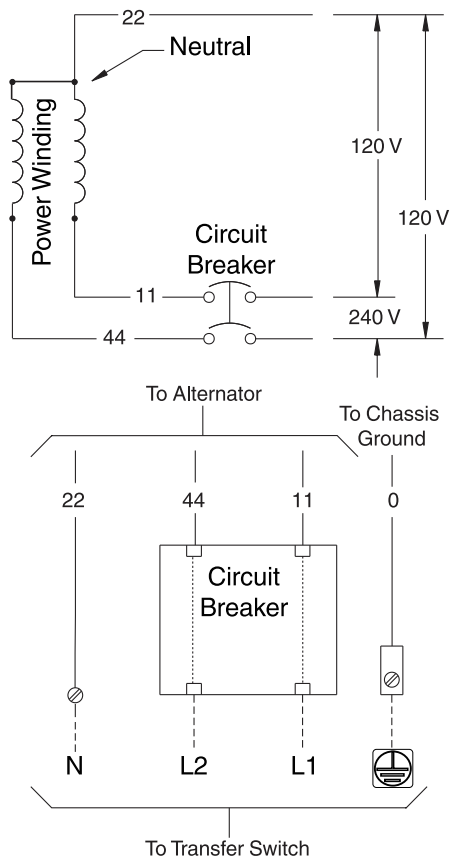 22
Neutral
Power Winding
120 V
120 V
Circuit
Breaker
11
240 V
44
To Alternator
To Chassis
Ground
22
44
11
0
Circuit
Breaker
N
L2
L1
To Transfer Switch